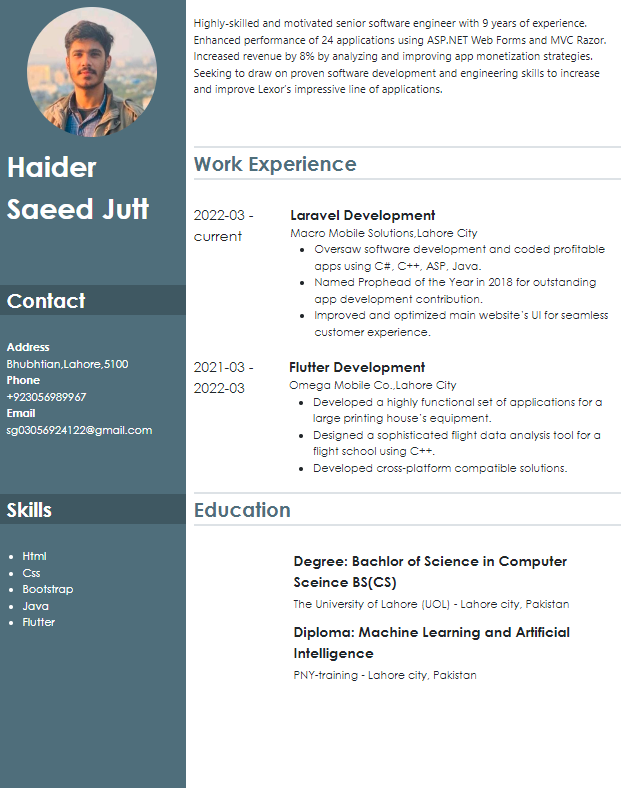 Haider
Saeed Jutt
Contact
Address
Bhubhtian,Lahore,5100
Phone
+923056989967
Email
sg03056924122@gmail.com
Skills
Html
Css
Bootstrap
Java
Flutter
Highly-skilled and motivated senior software engineer with 9 years of experience.
Enhanced performance of 24 applications using ASP.NET Web Forms and MVC Razor.
Increased revenue by 8% by analyzing and improving app monetization strategies.
Seeking to draw on proven software development and engineering skills to increase
and improve Lexor's impressive line of applications.
Work Experience
2022-03 -
current
Laravel Development
Macro Mobile Solutions,Lahore City
Oversaw software development and coded profitable
apps using C#, C++, ASP, Java.
Named Prophead of the Year in 2018 for outstanding
app development contribution.
Improved and optimized main website's UI for seamless
customer experience.
2021-03 -
2022-03
Flutter Development
Omega Mobile Co.,Lahore City
Developed a highly functional set of applications for a
large printing house's equipment.
Designed a sophisticated flight data analysis tool for a
flight school using C++.
Developed cross-platform compatible solutions.
Education
Degree: Bachlor of Science in Computer
Sceince BS(CS)
The University of Lahore (UOL) - Lahore city, Pakistan
Diploma: Machine Learning and Artificial
Intelligence
PNY-training - Lahore city, Pakistan